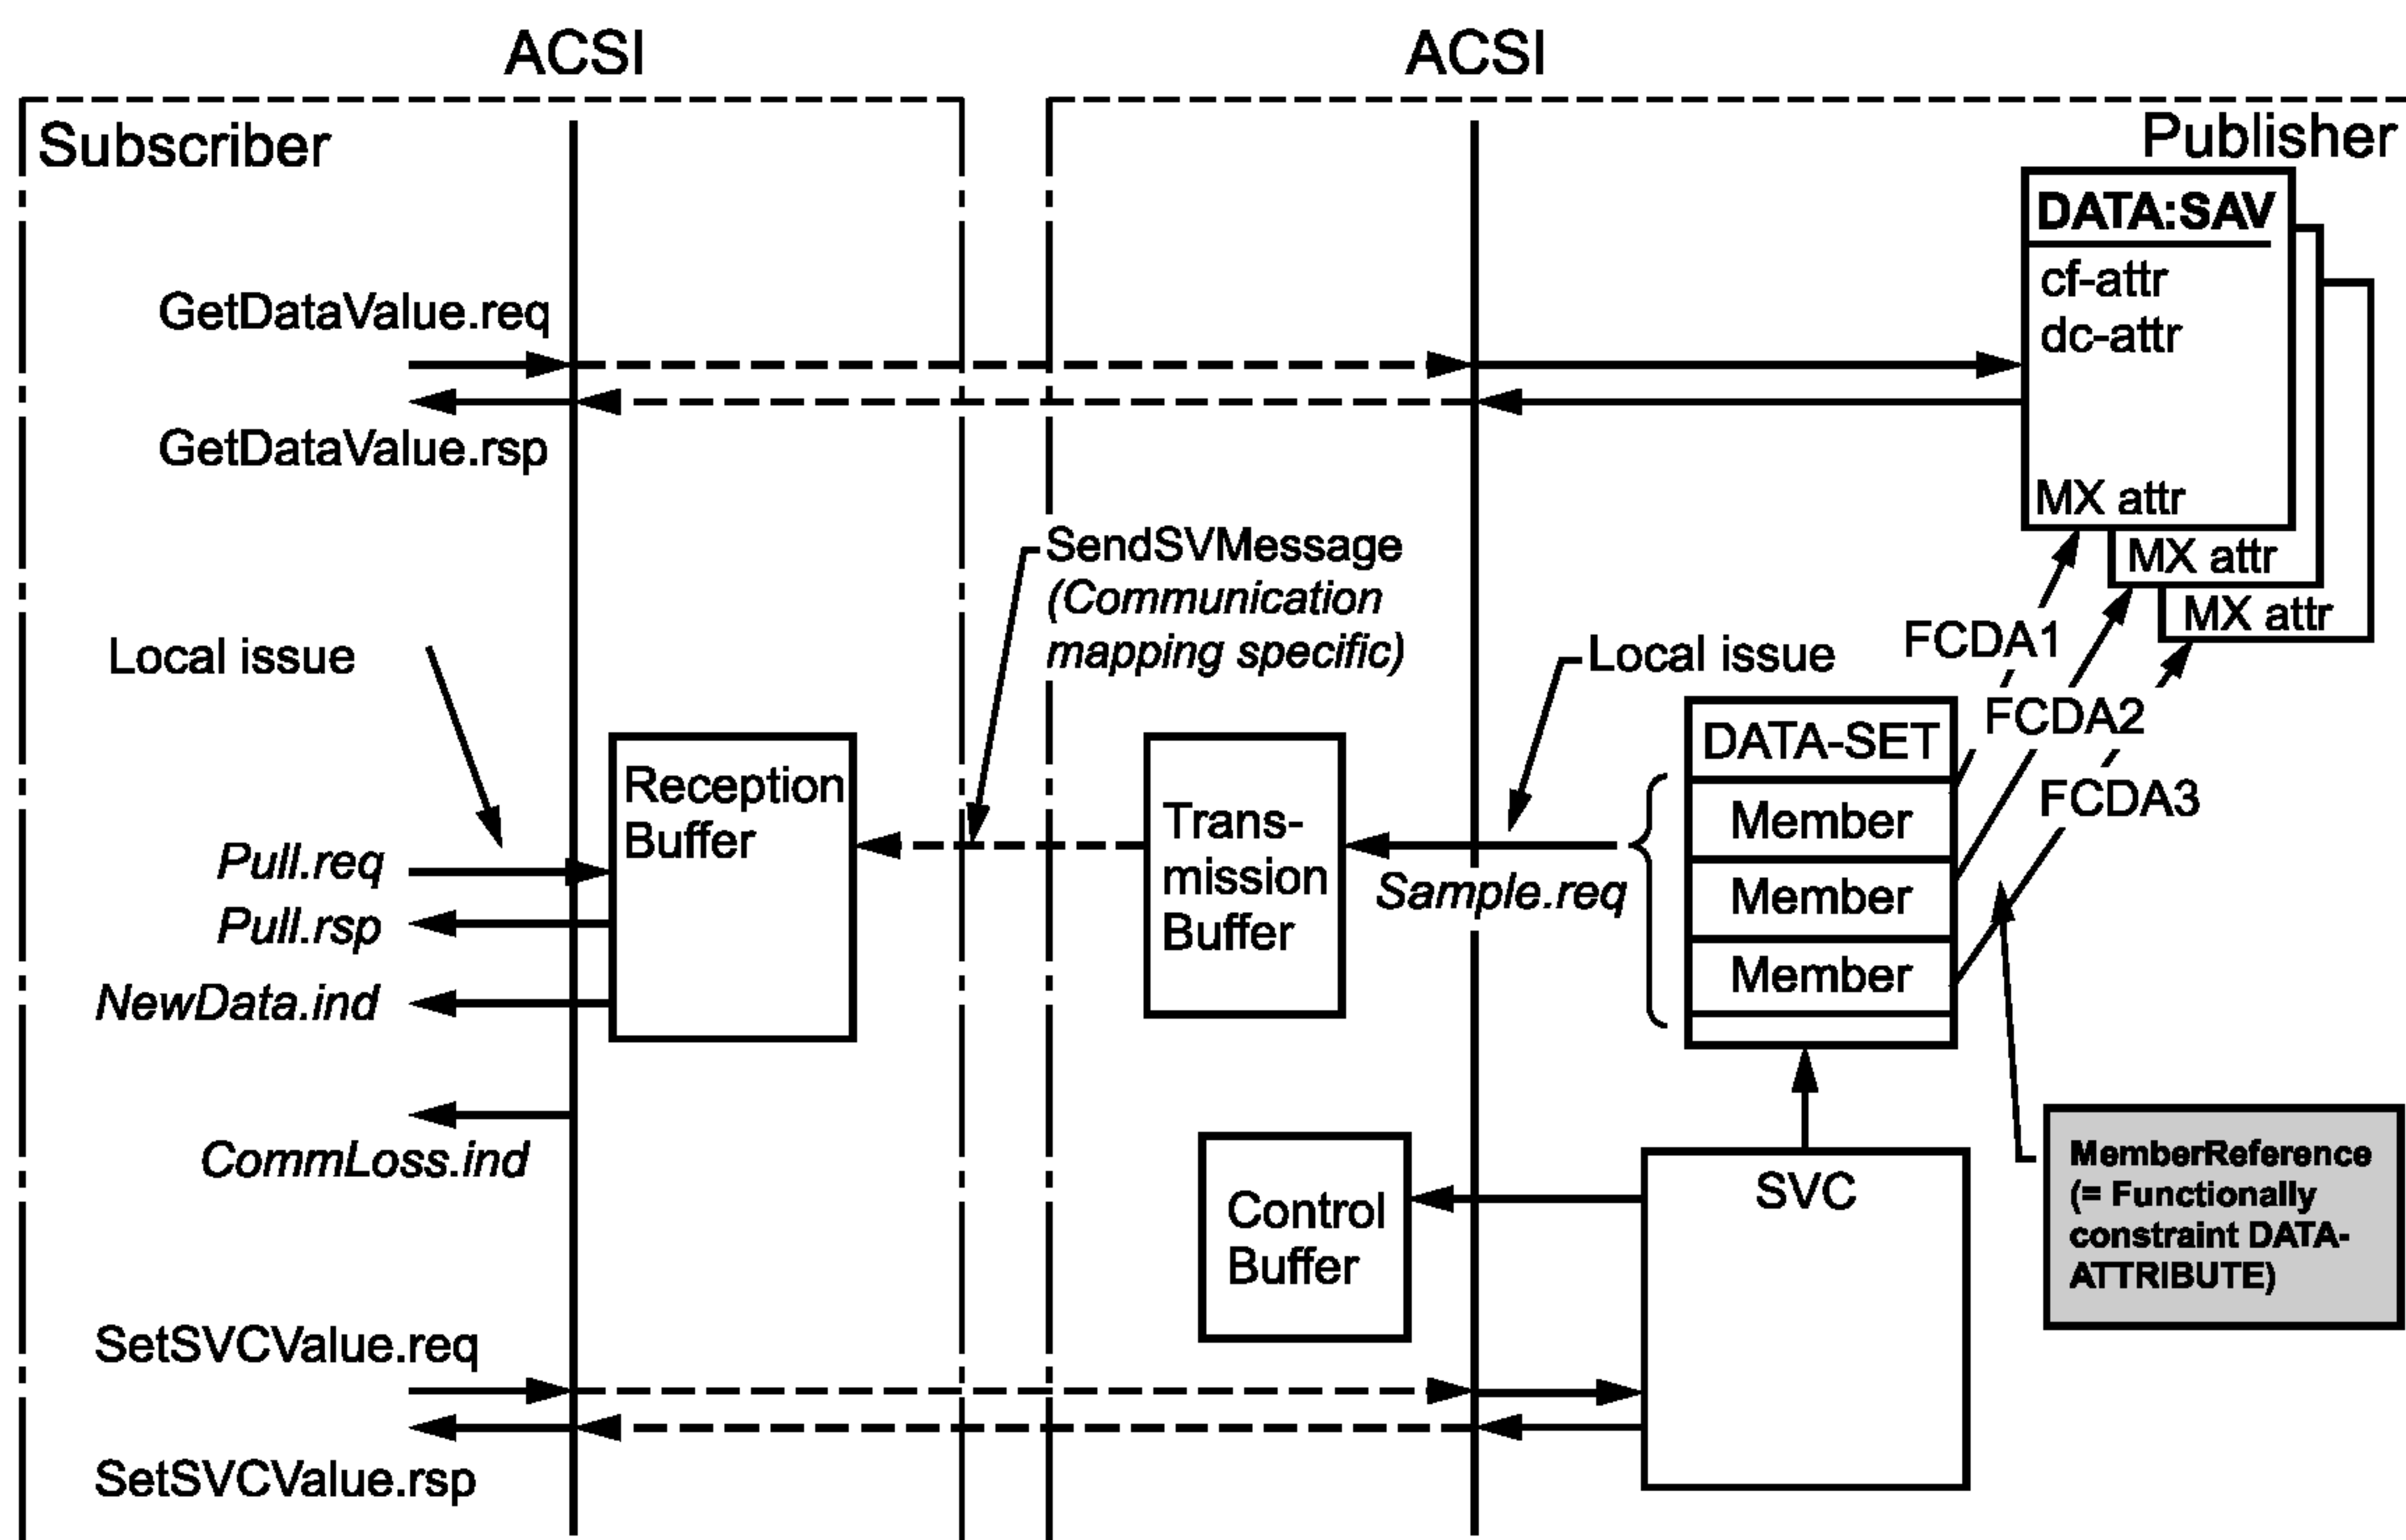 ACSI
ACSI
Subscriber
Publisher
DATA:SAV
cf-attr
dc-attr
MX attr
MX attr
MX attr
GetDataValue.req
GetDataValue.rsp
SendSVMessage
(Communication
mapping specific)
Local issue
Local issue
FCDA1
FCDA2
FCDA3
DATA-SET
Member
Member
Member
Reception
Buffer
Trans-
mission
Buffer
Sample.req
Pull.req
Pull.rsp
NewData.ind
CommLoss.ind
Control
Buffer
SVC
MemberReference
(= Functionally
constraint DATA-
ATTRIBUTE)
SetSVCValue.req
SetSVCValue.rsp